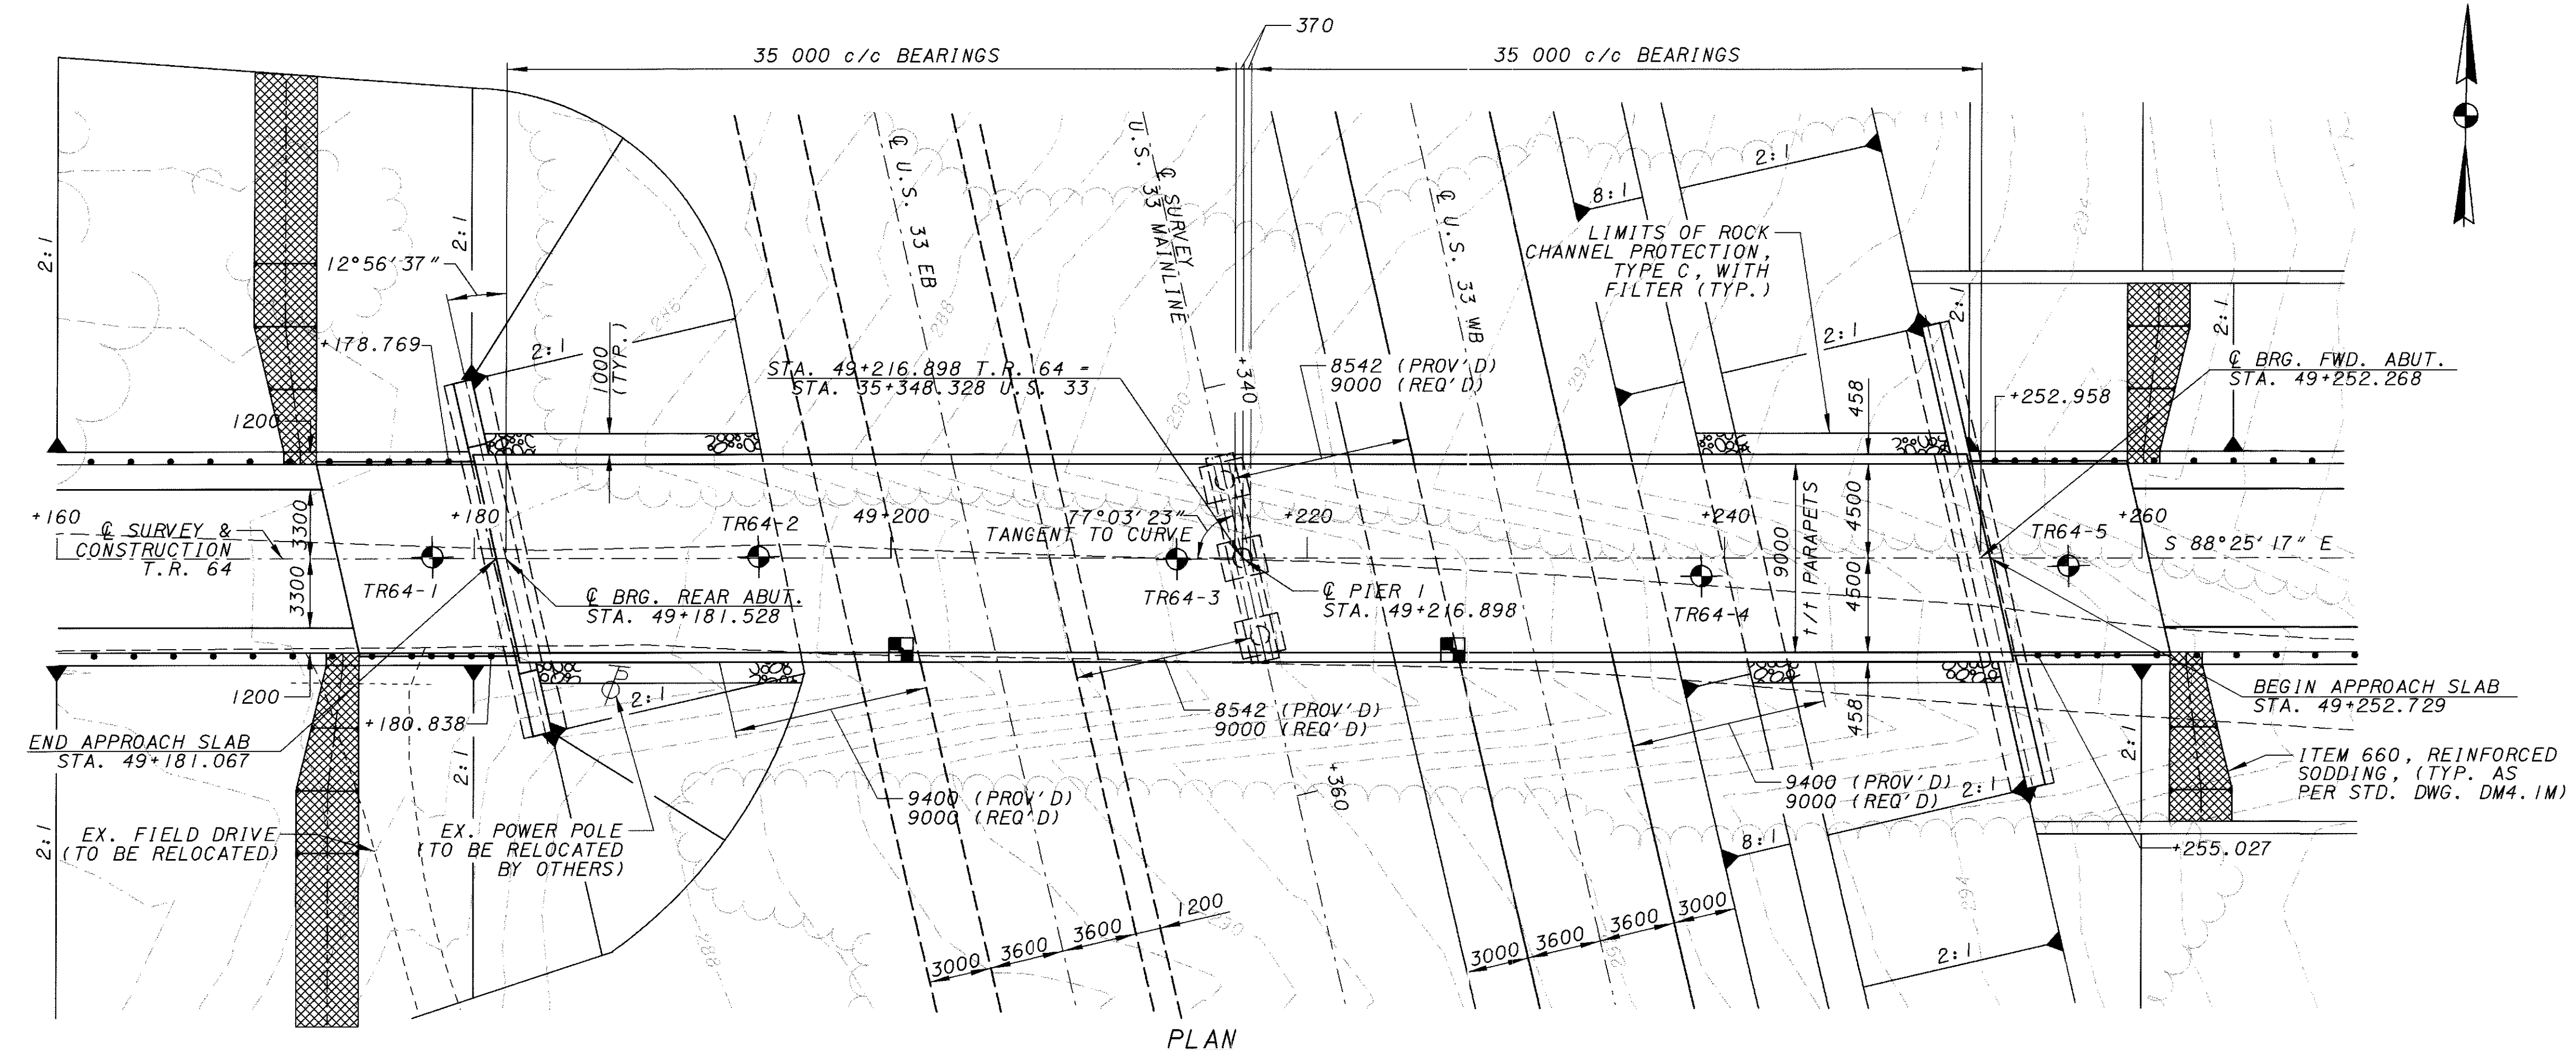 370
35 000 c/c BEARINGS
35 000 c/c BEARINGS
2:1
2:1
12°56'37"
℄ U.S. 33 EB
℄ SURVEY
U.S. 33 MAINLINE
℄ U.S. 33 WB
8:1
2:1
LIMITS OF ROCK
CHANNEL PROTECTION,
TYPE C, WITH
FILTER (TYP.)
2:1
2:1
2:1
286
288
290
292
+178.769
2:1
1000
(TYP.)
STA. 49+216.898 T.R. 64 =
STA. 35+348.328 U.S. 33
+340
8542 (PROV'D)
9000 (REQ'D)
458
+252.958
℄ BRG. FWD. ABUT.
STA. 49+252.268
1200
+160
℄ SURVEY &
CONSTRUCTION
T.R. 64
3300
3300
+180
TR64-1
TR64-2
49+200
77°03'23"
TANGENT TO CURVE
TR64-3
+220
+240
TR64-4
9000
t/t PARAPETS
4500
4500
TR64-5
+260
S 88°25'17" E
℄ BRG. REAR ABUT.
STA. 49+181.528
℄ PIER 1
STA. 49+216.898
1200
+180.838
P
2:1
8542 (PROV'D)
9000 (REQ'D)
458
BEGIN APPROACH SLAB
STA. 49+252.729
END APPROACH SLAB
STA. 49+181.067
2:1
2:1
ITEM 660, REINFORCED
SODDING, (TYP. AS
PER STD. DWG. DM4.1M)
9400 (PROV'D)
9000 (REQ'D)
+360
9400 (PROV'D)
9000 (REQ'D)
2:1
2:1
EX. FIELD DRIVE
(TO BE RELOCATED)
EX. POWER POLE
(TO BE RELOCATED
BY OTHERS)
8:1
+255.027
3000
3600
3600
1200
3000
3600
3600
3000
2:1
288
294
PLAN